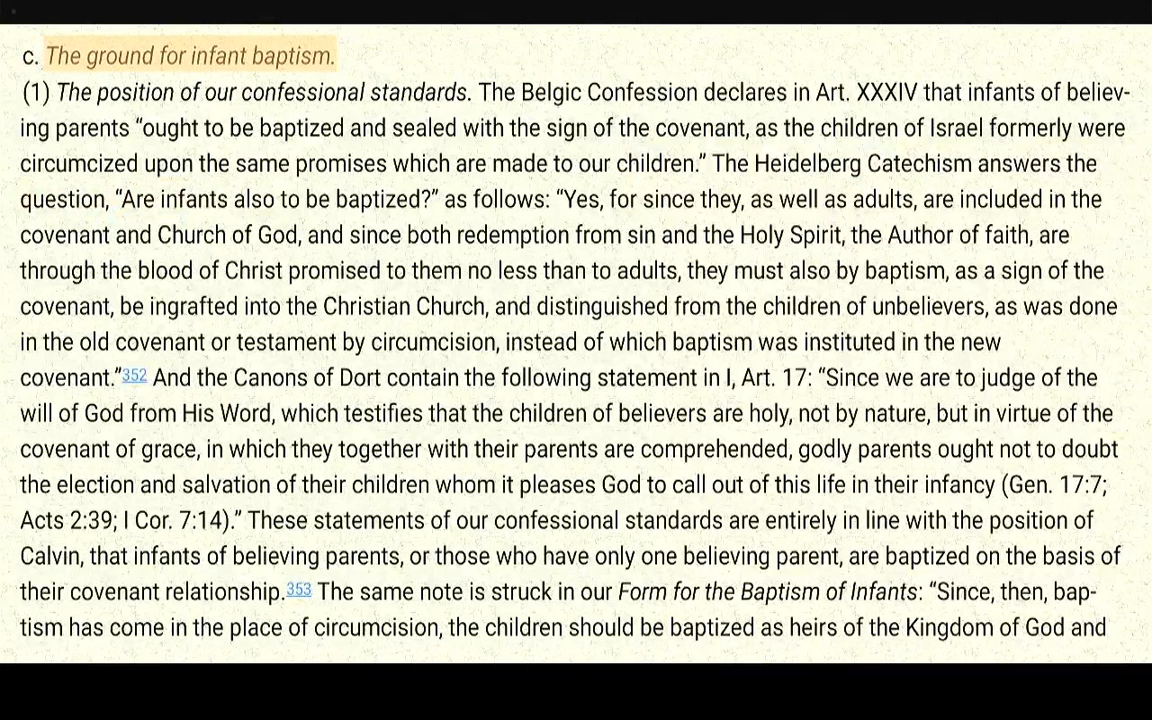 c. The ground for infant baptism.
(1) The position of our confessional standards. The Belgic Confession declares in Art. XXXIV that infants of believ-
ing parents “ought to be baptized and sealed with the sign of the covenant, as the children of Israel formerly were
circumcized upon the same promises which are made to our children.” The Heidelberg Catechism answers the
question, “Are infants also to be baptized?” as follows: “Yes, for since they, as well as adults, are included in the
covenant and Church of God, and since both redemption from sin and the Holy Spirit, the Author of faith, are
through the blood of Christ promised to them no less than to adults, they must also by baptism, as a sign of the
covenant, be ingrafted into the Christian Church, and distinguished from the children of unbelievers, as was done
in the old covenant or testament by circumcision, instead of which baptism was instituted in the new
covenant.”352 And the Canons of Dort contain the following statement in I, Art. 17: “Since we are to judge of the
will of God from His Word, which testifies that the children of believers are holy, not by nature, but in virtue of the
covenant of grace, in which they together with their parents are comprehended, godly parents ought not to doubt
the election and salvation of their children whom it pleases God to call out of this life in their infancy (Gen. 17:7;
Acts 2:39; I Cor. 7:14).” These statements of our confessional standards are entirely in line with the position of
Calvin, that infants of believing parents, or those who have only one believing parent, are baptized on the basis of
their covenant relationship.353 The same note is struck in our Form for the Baptism of Infants: “Since, then, bap-
tism has come in the place of circumcision, the children should be baptized as heirs of the Kingdom of God and